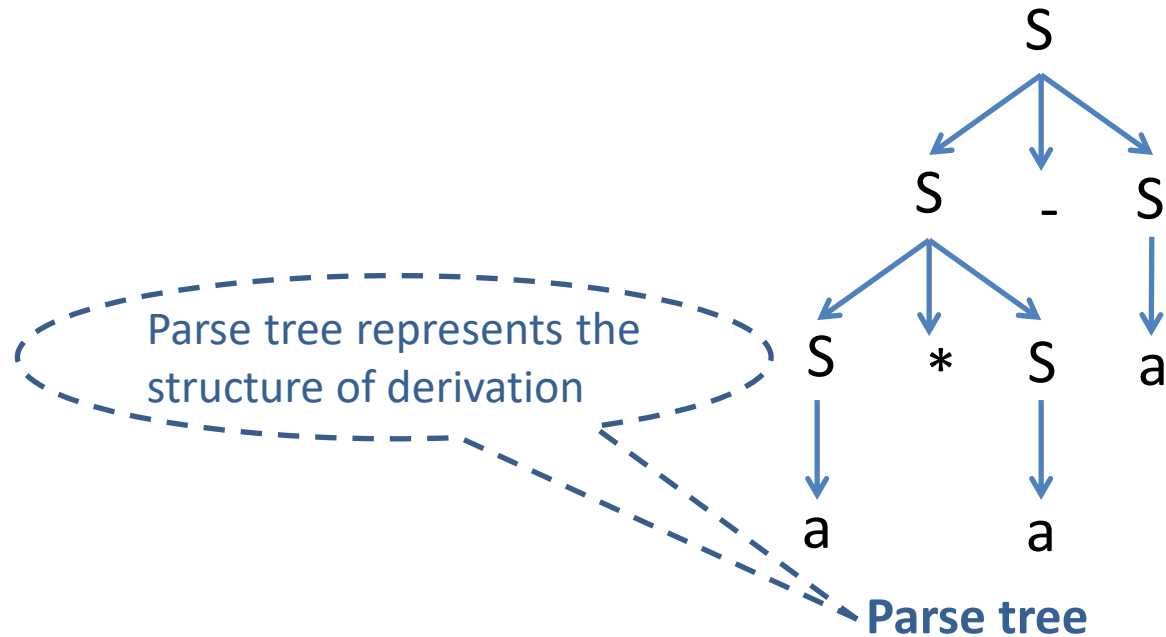 S
S - S
Parse tree represents the
structure of derivation
S * S a
a a
Parse tree